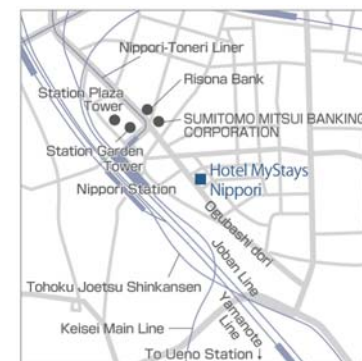 Nippori-Toneri Liner
Risona Bank
Station Plaza
Tower
SUMITOMO MITSUI BANKING
CORPORATION
Station Garden
Tower
Hotel MyStays
Nippori
Nippori Station
Ogubashi dori
Joban Line
Tohoku Joetsu Shinkansen
Yamanote
Line
Keisei Main Line
To Ueno Station ↓